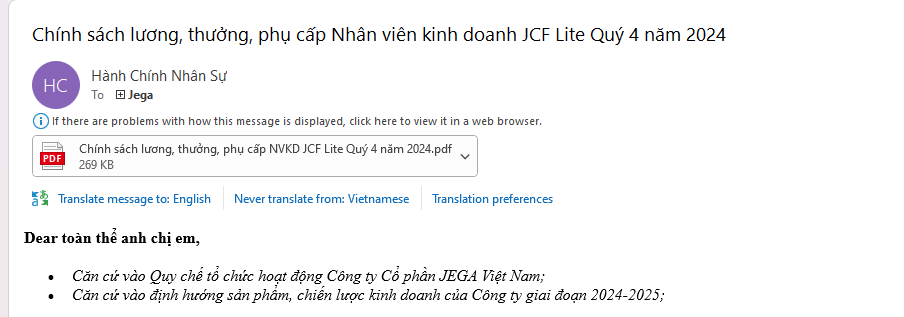 Chính sách lương, thưởng, phụ cấp Nhân viên kinh doanh JCF Lite Quý 4 năm 2024
HC
Hành Chính Nhân Sự
To Jega
If there are problems with how this message is displayed, click here to view it in a web browser.
PDF
Chính sách lương, thưởng, phụ cấp NVKD JCF Lite Quý 4 năm 2024.pdf
269 KB
Translate message to: English Never translate from: Vietnamese Translation preferences
Dear toàn thể anh chị em,
• Căn cứ vào Quy chế tổ chức hoạt động Công ty Cổ phần JEGA Việt Nam;
• Căn cứ vào định hướng sản phẩm, chiến lược kinh doanh của Công ty giai đoạn 2024-2025;